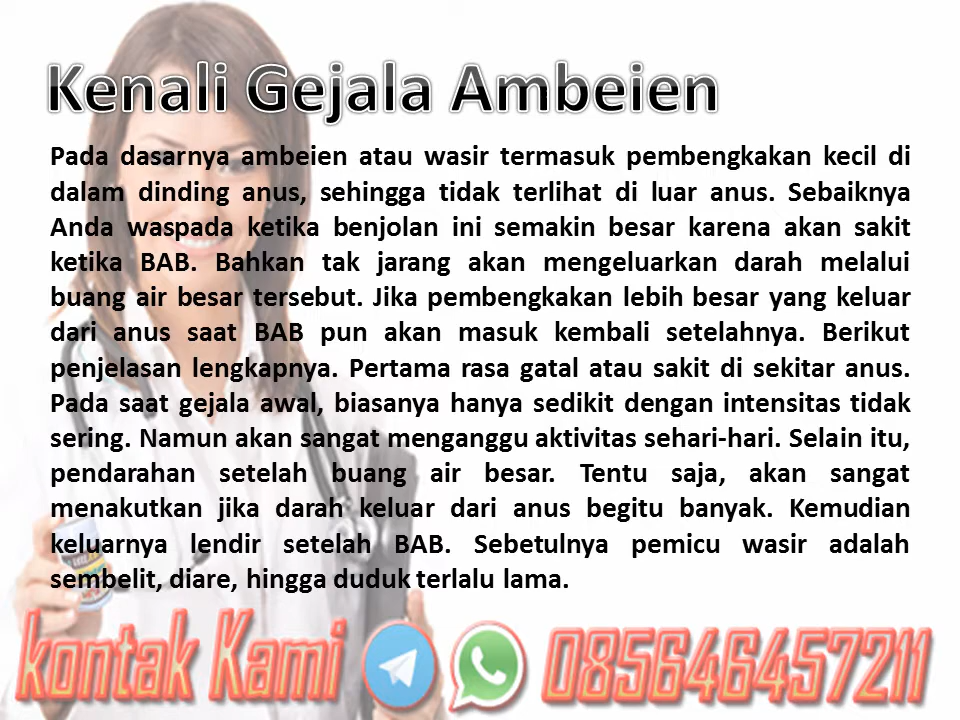 Kenali Gejala Ambeien
Pada dasarnya ambeien atau wasir termasuk pembengkakan kecil di
dalam dinding anus, sehingga tidak terlihat di luar anus. Sebaiknya
Anda waspada ketika benjolan ini semakin besar karena akan sakit
ketika BAB. Bahkan tak jarang akan mengeluarkan darah melalui
buang air besar tersebut. Jika pembengkakan lebih besar yang keluar
dari anus saat BAB pun akan masuk kembali setelahnya. Berikut
penjelasan lengkapnya. Pertama rasa gatal atau sakit di sekitar anus.
Pada saat gejala awal, biasanya hanya sedikit dengan intensitas tidak
sering. Namun akan sangat menganggu aktivitas sehari-hari. Selain itu,
pendarahan setelah buang air besar. Tentu saja, akan sangat
menakutkan jika darah keluar dari anus begitu banyak. Kemudian
keluarnya lendir setelah BAB. Sebetulnya pemicu wasir adalah
sembelit, diare, hingga duduk terlalu lama.
kontak Kami 085646457211